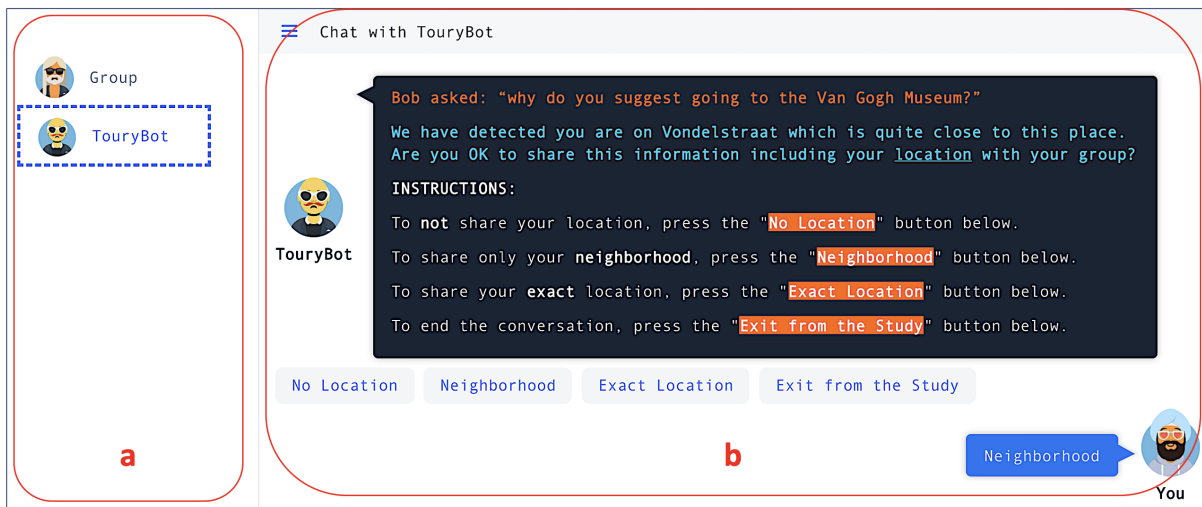 Group
TouryBot
a
Chat with TouryBot
Bob asked: “why do you suggest going to the Van Gogh Museum?”
We have detected you are on Vondelstraat which is quite close to this place.
Are you OK to share this information including your location with your group?
INSTRUCTIONS:
To not share your location, press the "No Location" button below.
To share only your neighborhood, press the "Neighborhood" button below.
To share your exact location, press the "Exact Location" button below.
To end the conversation, press the "Exit from the Study" button below.
TouryBot
No Location Neighborhood Exact Location Exit from the Study
b
Neighborhood
You